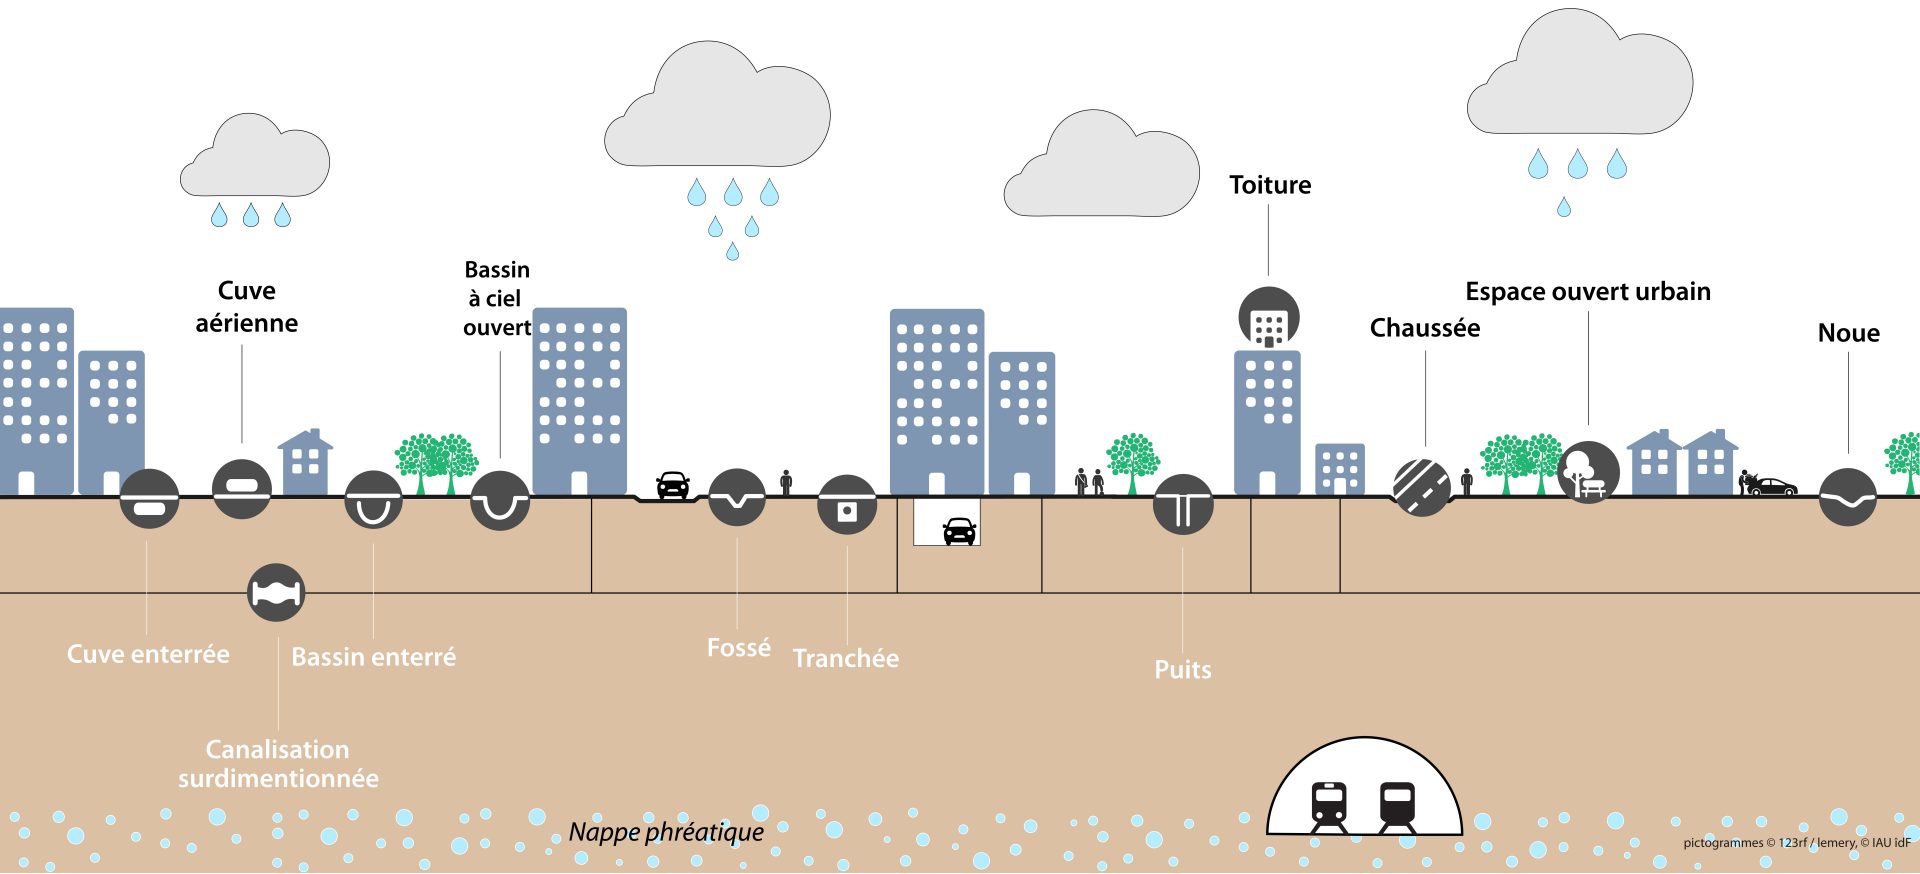 Toiture
Bassin
à ciel
ouvert
Cuve
aérienne
Espace ouvert urbain
Chaussée
Noue
Cuve enterrée
Bassin enterré
Fossé
Tranchée
Puits
Canalisation
surdimentionnée
Nappe phréatique
pictogrammes © 123rf / lemery, © IAU îdF